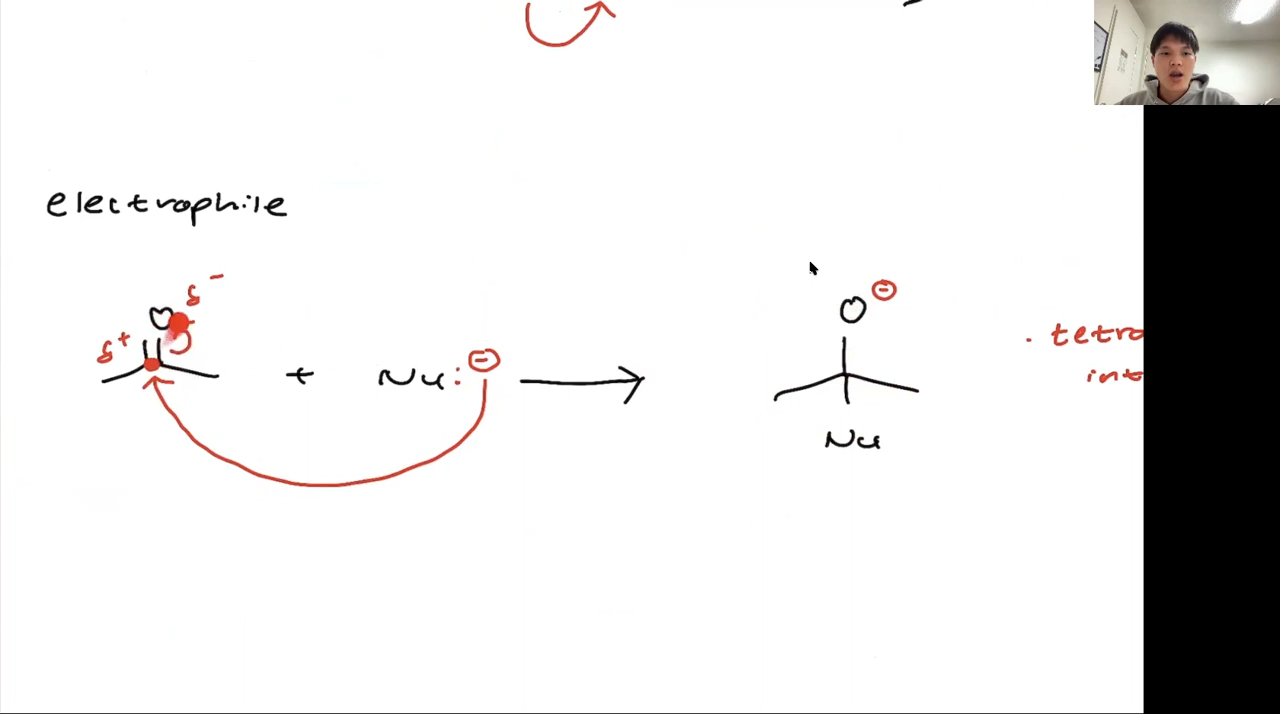 electrophile
δ⁻
O
δ⁺
+ Nu: ⊖
O ⊖
Nu
· tetra
int